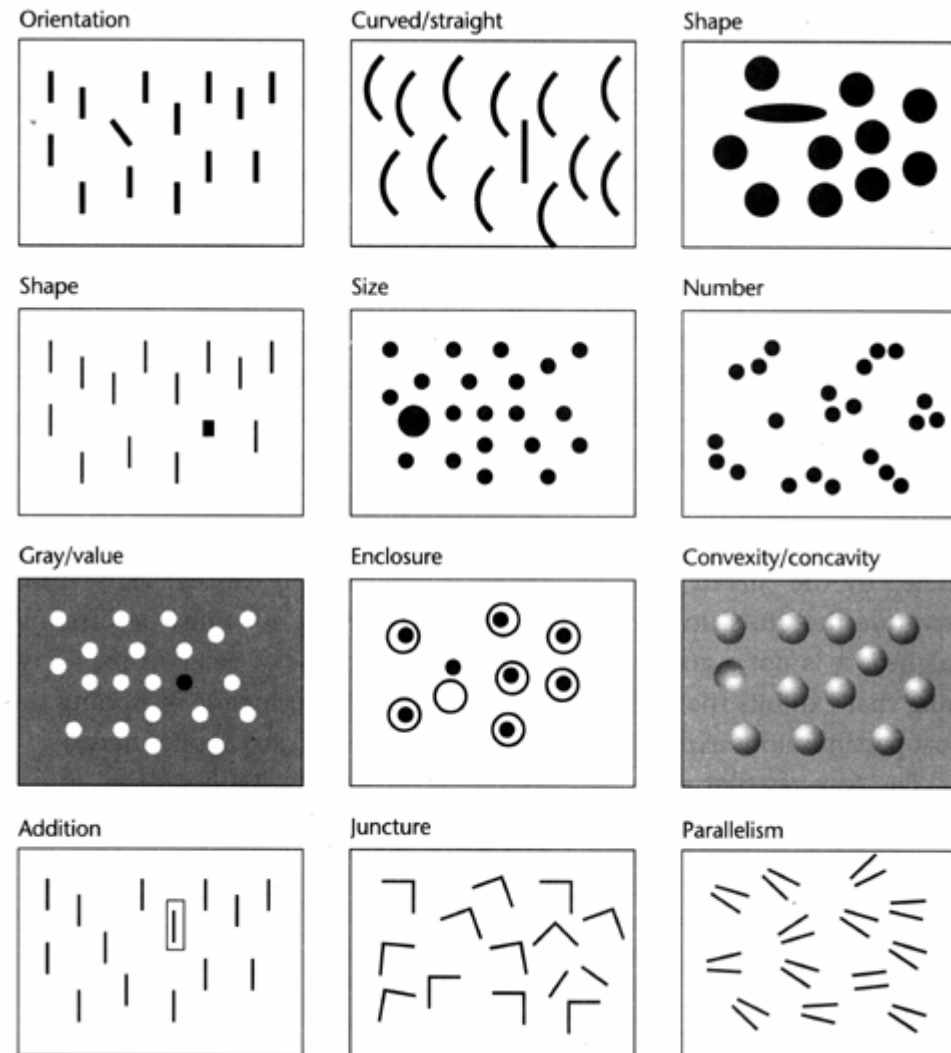 Orientation
Curved/straight
Shape
Shape
Size
Number
Gray/value
Enclosure
Convexity/concavity
Addition
Juncture
Parallelism